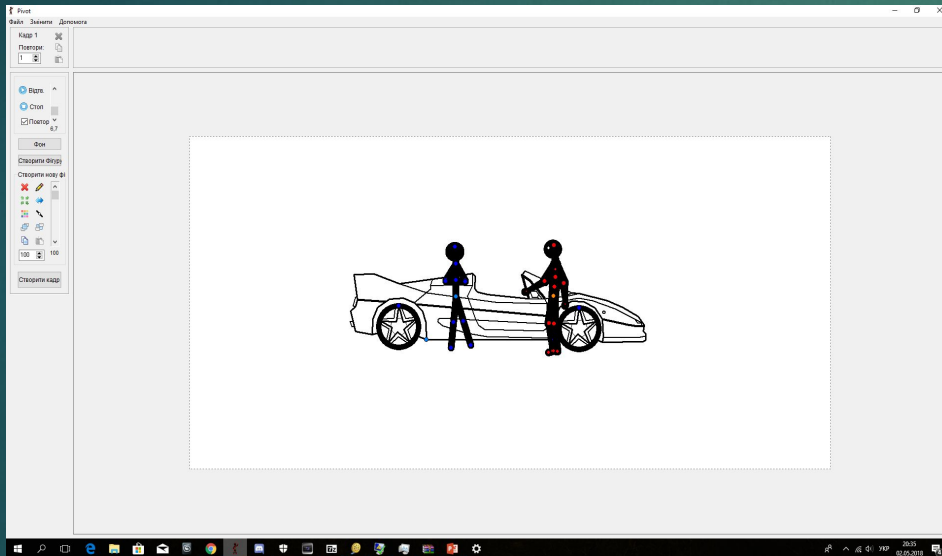 Pivot
Файл Змінити Допомога
Кадр 1
Повтори:
1
Відтв.
Стоп
Повтор
6,7
Фон
Створити Фігуру
Створити нову фі
100
100
Створити кадр
УКР
20:35
02.05.2018